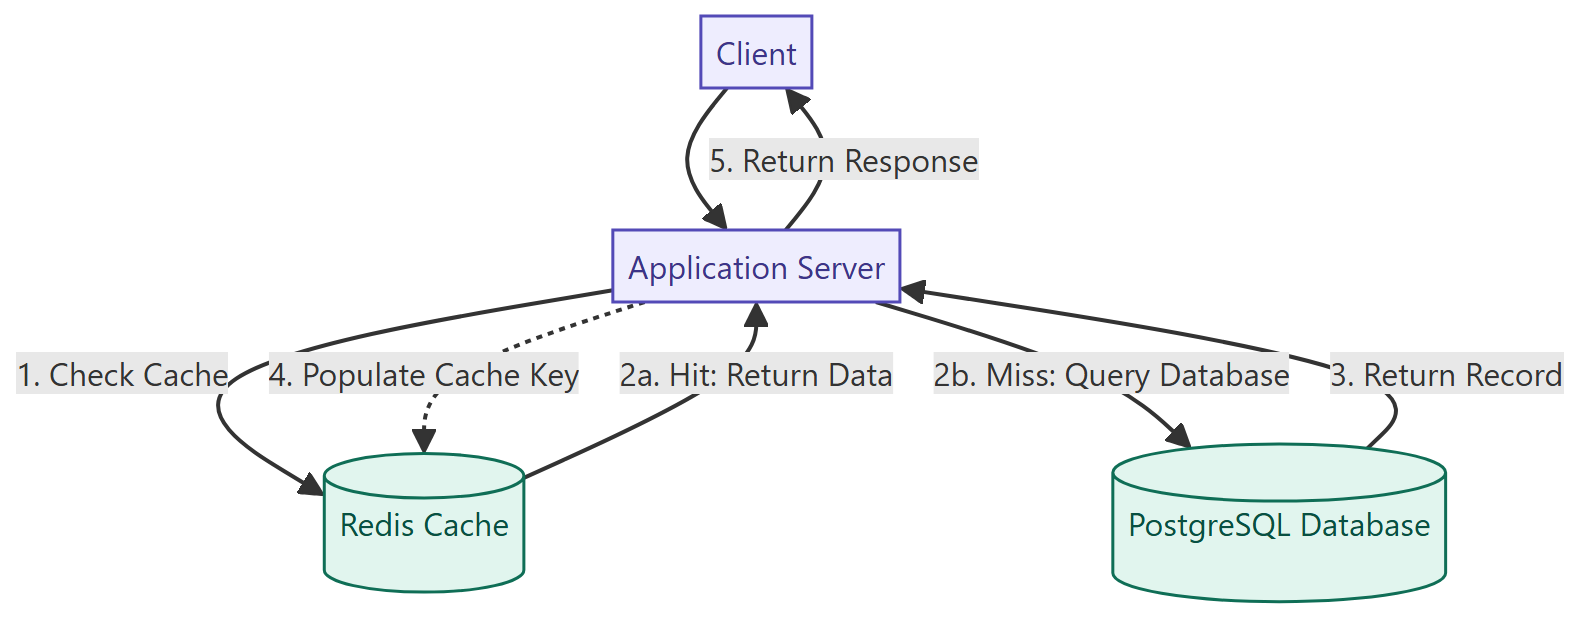 Client
5. Return Response
Application Server
1. Check Cache
4. Populate Cache Key
2a. Hit: Return Data
2b. Miss: Query Database
3. Return Record
Redis Cache
PostgreSQL Database